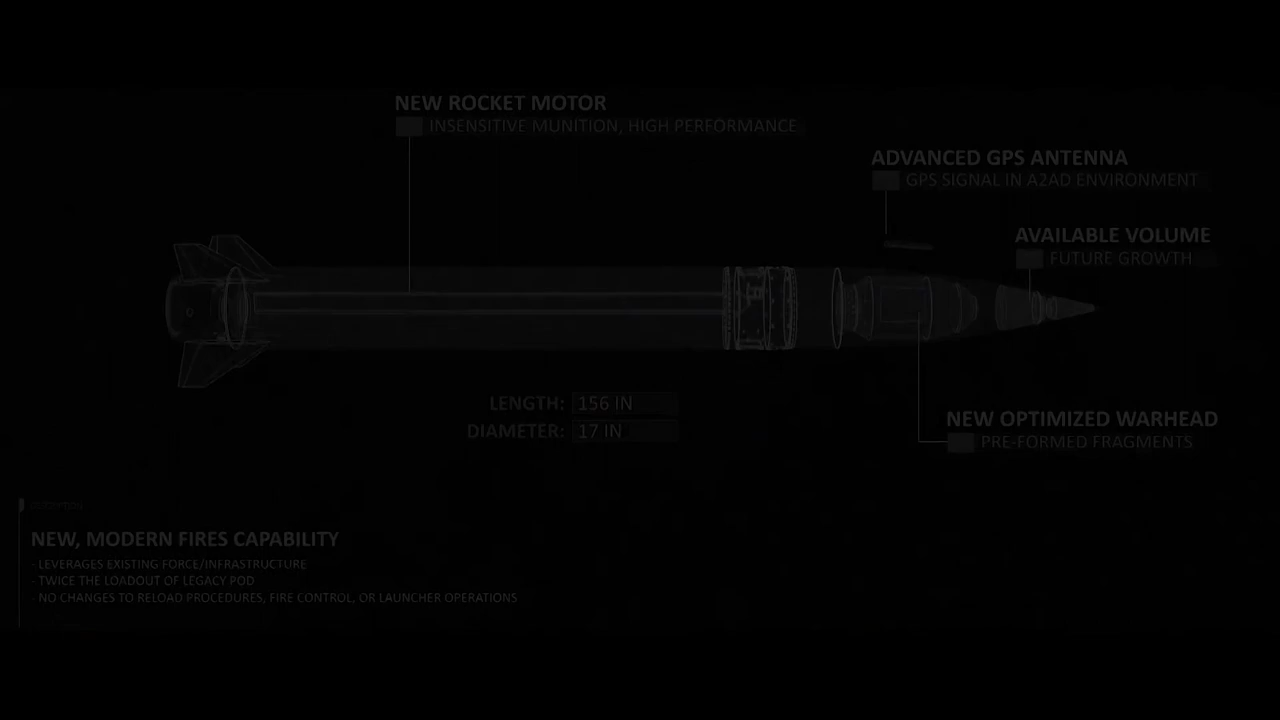 NEW ROCKET MOTOR
INSENSITIVE MUNITION, HIGH PERFORMANCE
ADVANCED GPS ANTENNA
GPS SIGNAL IN A2AD ENVIRONMENT
AVAILABLE VOLUME
FUTURE GROWTH
LENGTH: 156 IN
DIAMETER: 17 IN
NEW OPTIMIZED WARHEAD
PRE-FORMED FRAGMENTS
NEW, MODERN FIRES CAPABILITY
- LEVERAGES EXISTING FORCE/INFRASTRUCTURE
- TWICE THE LOADOUT OF LEGACY POD
- NO CHANGES TO RELOAD PROCEDURES, FIRE CONTROL, OR LAUNCHER OPERATIONS